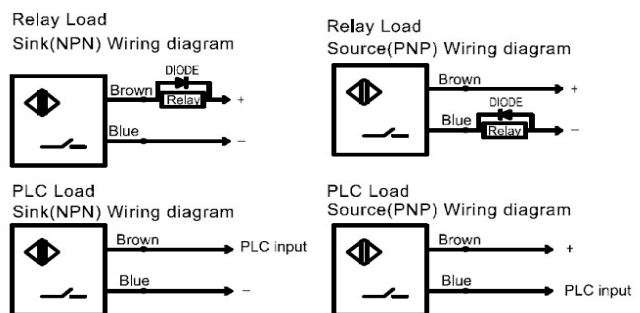 Relay Load
Sink(NPN) Wiring diagram
DIODE
Brown
Relay
+
Blue
–
Relay Load
Source(PNP) Wiring diagram
Brown
+
DIODE
Blue
Relay
–
PLC Load
Sink(NPN) Wiring diagram
Brown
PLC input
Blue
–
PLC Load
Source(PNP) Wiring diagram
Brown
+
Blue
PLC input